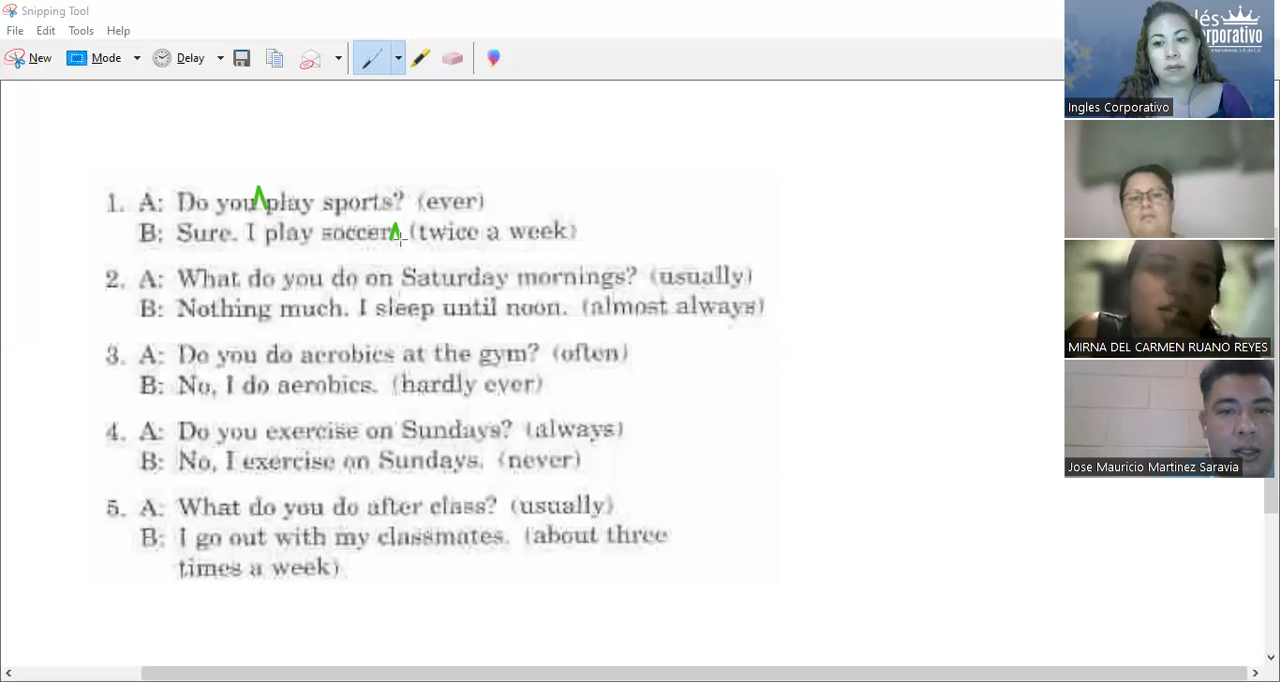 Snipping Tool
File Edit Tools Help
New Mode Delay
1. A: Do you play sports? (ever)
B: Sure. I play soccer. (twice a week)
2. A: What do you do on Saturday mornings? (usually)
B: Nothing much. I sleep until noon. (almost always)
3. A: Do you do aerobics at the gym? (often)
B: No, I do aerobics. (hardly ever)
4. A: Do you exercise on Sundays? (always)
B: No, I exercise on Sundays. (never)
5. A: What do you do after class? (usually)
B: I go out with my classmates. (about three
times a week)
Ingles Corporativo
MIRNA DEL CARMEN RUANO REYES
Jose Mauricio Martinez Saravia